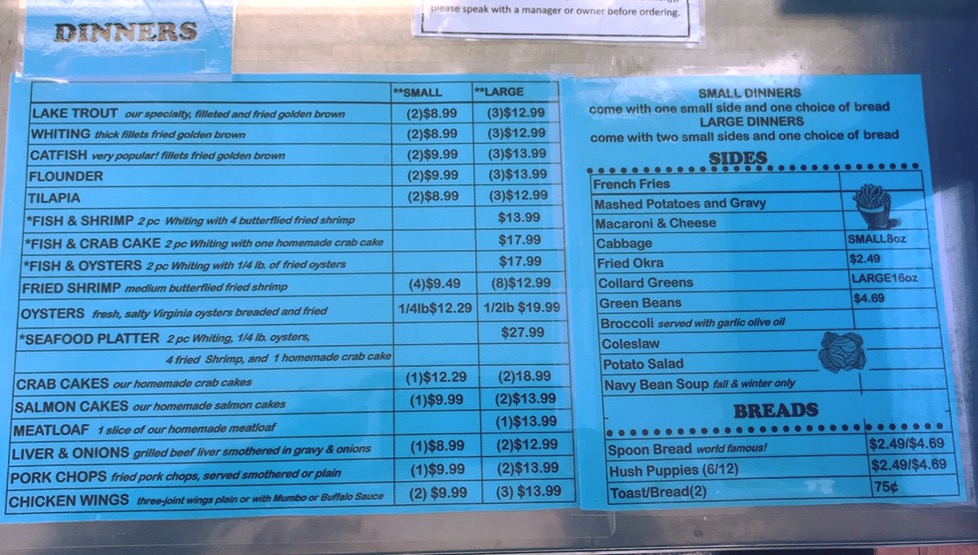 please speak with a manager or owner before ordering.
DINNERS
**SMALL **LARGE
LAKE TROUT our specialty, filleted and fried golden brown (2)$8.99 (3)$12.99
WHITING thick fillets fried golden brown (2)$8.99 (3)$12.99
CATFISH very popular! fillets fried golden brown (2)$9.99 (3)$13.99
FLOUNDER (2)$9.99 (3)$13.99
TILAPIA (2)$8.99 (3)$12.99
*FISH & SHRIMP 2 pc Whiting with 4 butterflied fried shrimp $13.99
*FISH & CRAB CAKE 2 pc Whiting with one homemade crab cake $17.99
*FISH & OYSTERS 2 pc Whiting with 1/4 lb. of fried oysters $17.99
FRIED SHRIMP medium butterflied fried shrimp (4)$9.49 (8)$12.99
OYSTERS fresh, salty Virginia oysters breaded and fried 1/4lb$12.29 1/2lb $19.99
*SEAFOOD PLATTER 2 pc Whiting, 1/4 lb. oysters, $27.99
4 fried Shrimp, and 1 homemade crab cake
CRAB CAKES our homemade crab cakes (1)$12.29 (2)18.99
SALMON CAKES our homemade salmon cakes (1)$9.99 (2)$13.99
MEATLOAF 1 slice of our homemade meatloaf (1)$13.99
LIVER & ONIONS grilled beef liver smothered in gravy & onions (1)$8.99 (2)$12.99
PORK CHOPS fried pork chops, served smothered or plain (1)$9.99 (2)$13.99
CHICKEN WINGS three-joint wings plain or with Mumbo or Buffalo Sauce (2) $9.99 (3) $13.99
SMALL DINNERS
come with one small side and one choice of bread
LARGE DINNERS
come with two small sides and one choice of bread
SIDES
French Fries
Mashed Potatoes and Gravy
Macaroni & Cheese
Cabbage SMALL8oz
Fried Okra $2.49
Collard Greens LARGE16oz
Green Beans $4.69
Broccoli served with garlic olive oil
Coleslaw
Potato Salad
Navy Bean Soup fall & winter only
BREADS
Spoon Bread world famous! $2.49/$4.69
Hush Puppies (6/12) $2.49/$4.69
Toast/Bread(2) 75¢